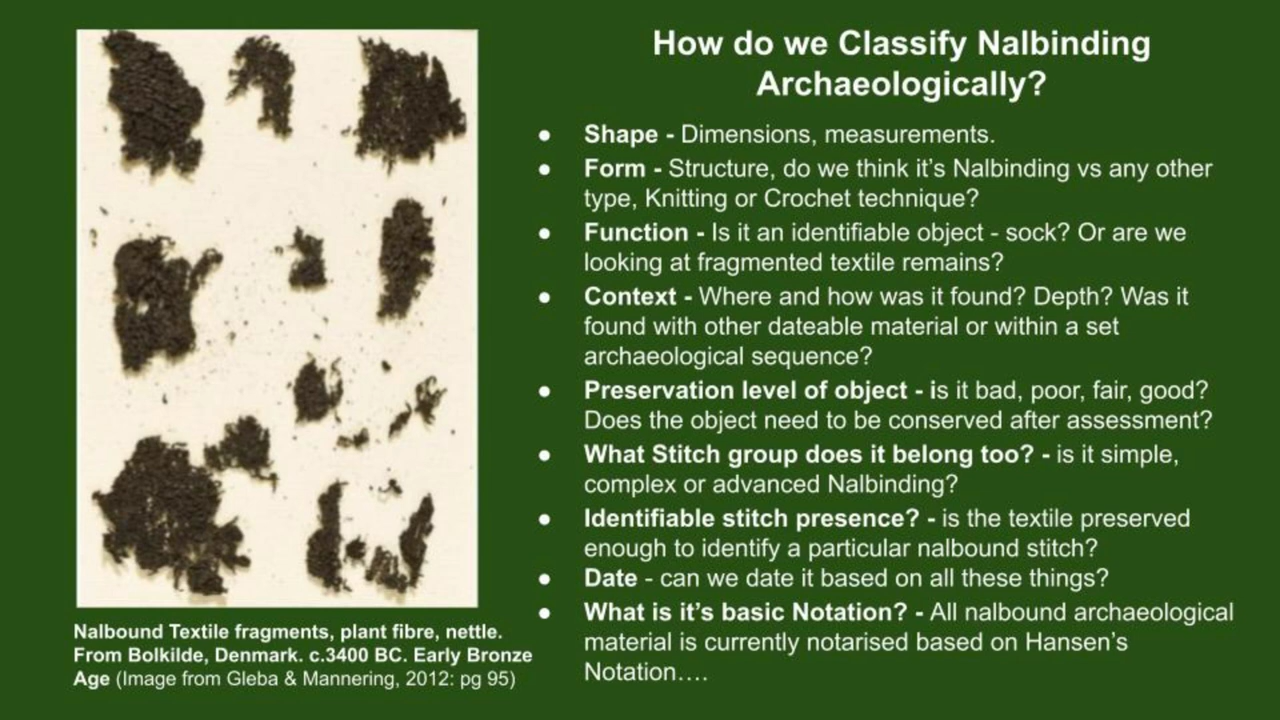 How do we Classify Nalbinding
Archaeologically?
● Shape - Dimensions, measurements.
● Form - Structure, do we think it's Nalbinding vs any other
type, Knitting or Crochet technique?
● Function - Is it an identifiable object - sock? Or are we
looking at fragmented textile remains?
● Context - Where and how was it found? Depth? Was it
found with other dateable material or within a set
archaeological sequence?
● Preservation level of object - is it bad, poor, fair, good?
Does the object need to be conserved after assessment?
● What Stitch group does it belong too? - is it simple,
complex or advanced Nalbinding?
● Identifiable stitch presence? - is the textile preserved
enough to identify a particular nalbound stitch?
● Date - can we date it based on all these things?
● What is it's basic Notation? - All nalbound archaeological
material is currently notarised based on Hansen's
Notation….
Nalbound Textile fragments, plant fibre, nettle.
From Bolkilde, Denmark. c.3400 BC. Early Bronze
Age (Image from Gleba & Mannering, 2012: pg 95)